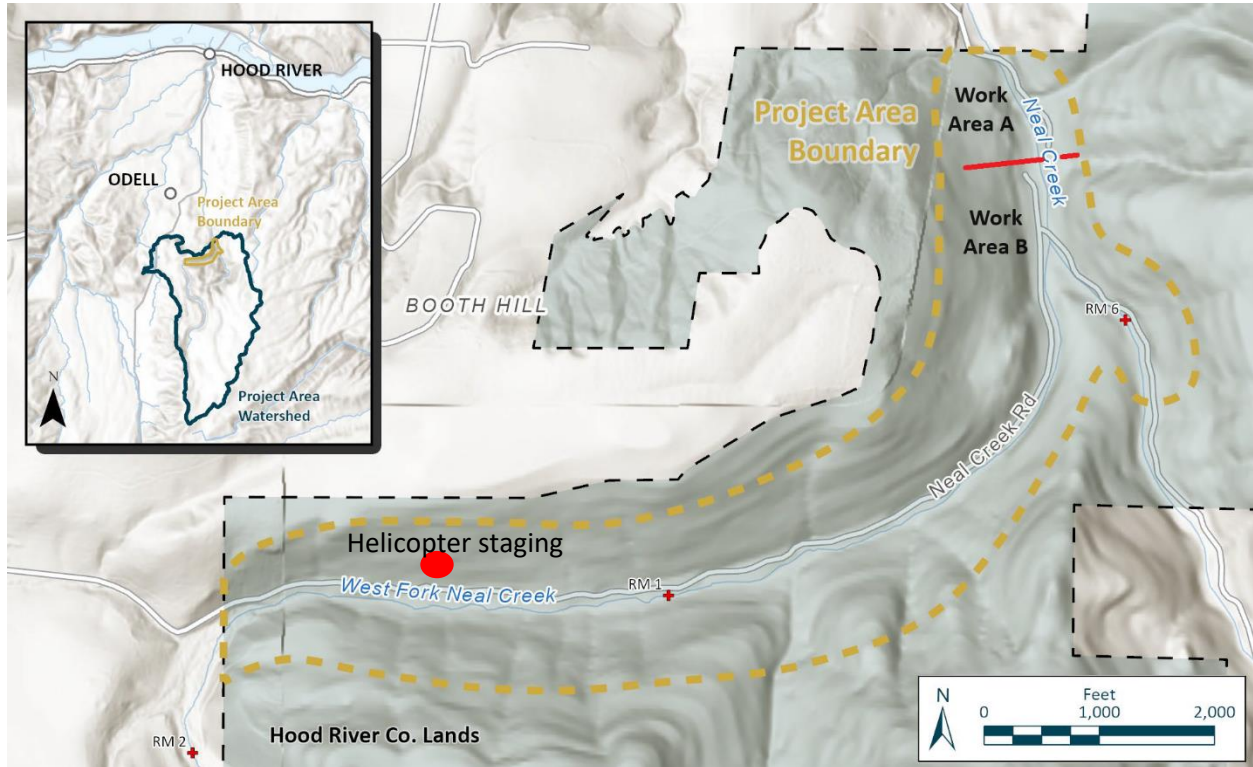 HOOD RIVER
ODELL
Project Area
Boundary
Project Area
Watershed
N
Project Area
Boundary
Work
Area A
Neal Creek
Work
Area B
RM 6
BOOTH HILL
Neal Creek Rd
Helicopter staging
West Fork Neal Creek
RM 1
Hood River Co. Lands
RM 2
N
Feet
0 1,000 2,000